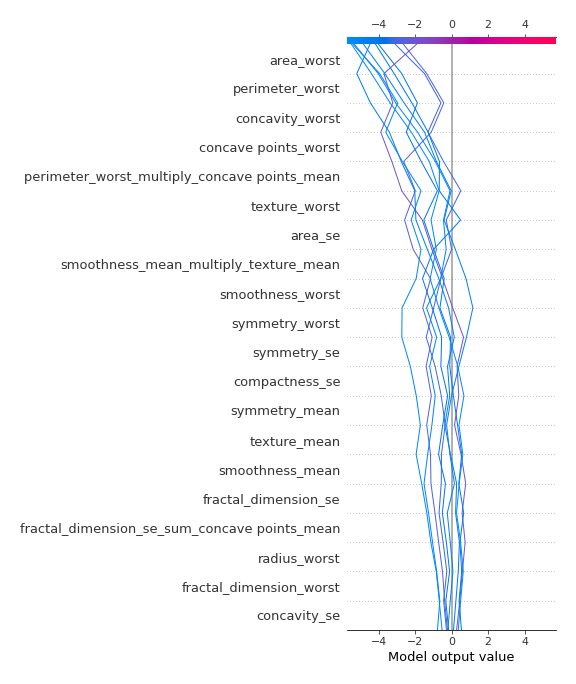 −4 −2 0 2 4
area_worst
perimeter_worst
concavity_worst
concave points_worst
perimeter_worst_multiply_concave points_mean
texture_worst
area_se
smoothness_mean_multiply_texture_mean
smoothness_worst
symmetry_worst
symmetry_se
compactness_se
symmetry_mean
texture_mean
smoothness_mean
fractal_dimension_se
fractal_dimension_se_sum_concave points_mean
radius_worst
fractal_dimension_worst
concavity_se
−4 −2 0 2 4
Model output value